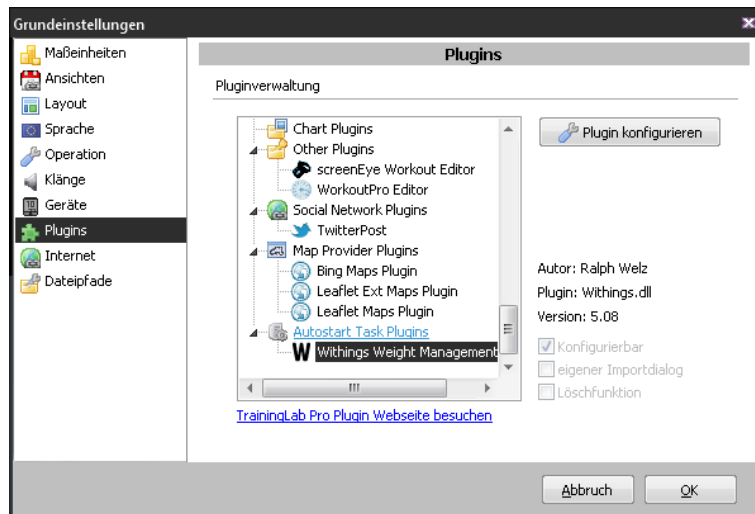 Grundeinstellungen
Maßeinheiten
Ansichten
Layout
Sprache
Operation
Klänge
Geräte
Plugins
Internet
Dateipfade
Plugins
Pluginverwaltung
Chart Plugins
Other Plugins
screenEye Workout Editor
WorkoutPro Editor
Social Network Plugins
TwitterPost
Map Provider Plugins
Bing Maps Plugin
Leaflet Ext Maps Plugin
Leaflet Maps Plugin
Autostart Task Plugins
W Withings Weight Management
TrainingLab Pro Plugin Webseite besuchen
Plugin konfigurieren
Autor: Ralph Welz
Plugin: Withings.dll
Version: 5.08
Konfigurierbar
eigener Importdialog
Löschfunktion
Abbruch
OK